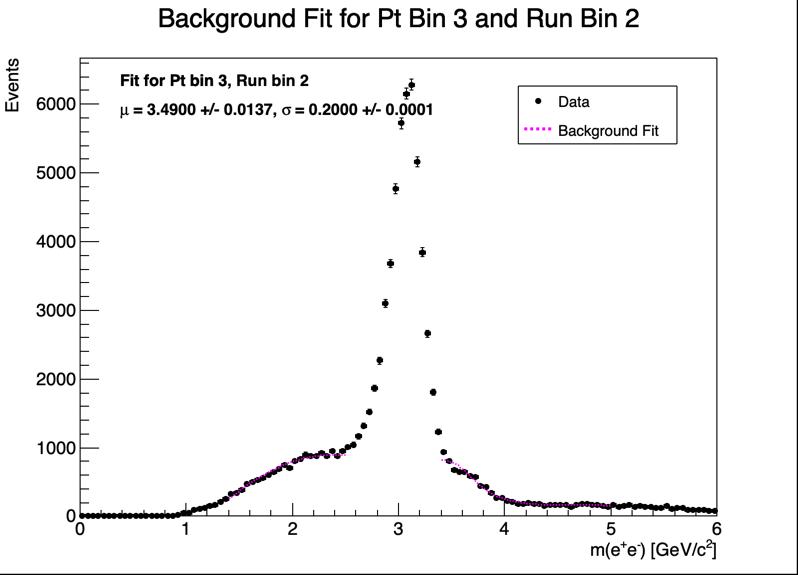 Background Fit for Pt Bin 3 and Run Bin 2
Events
Fit for Pt bin 3, Run bin 2
μ = 3.4900 +/- 0.0137, σ = 0.2000 +/- 0.0001
Data
Background Fit
6000
5000
4000
3000
2000
1000
0
0 1 2 3 4 5 6
m(e⁺e⁻) [GeV/c²]